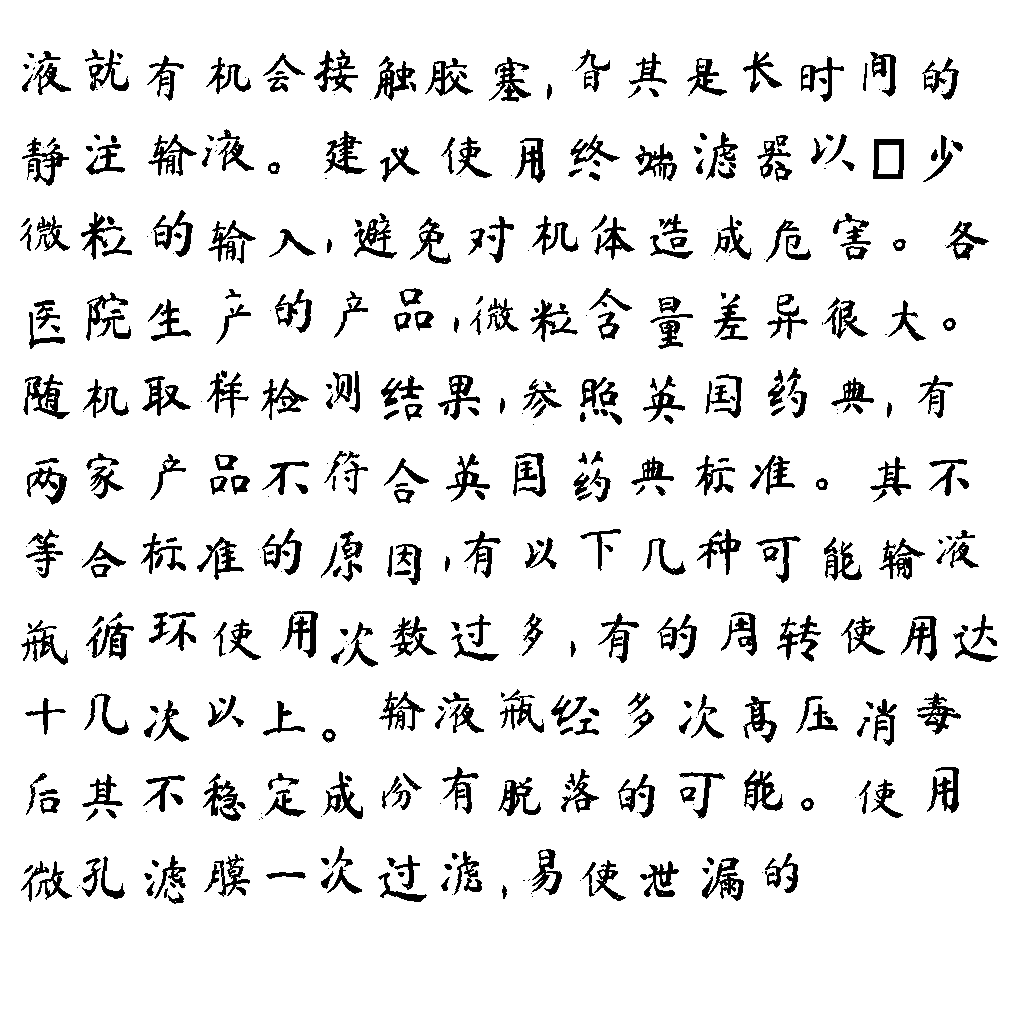 液就有机会接触胶塞,旮其是长时间的
静注输液。建议使用终端滤器以□少
微粒的输入,避免对机体造成危害。各
医院生产的产品,微粒含量差异很大。
随机取样检测结果,参照英国药典,有
两家产品不符合英国药典标准。其不
等合标准的原因,有以下几种可能输液
瓶循环使用次数过多,有的周转使用达
十几次以上。输液瓶经多次高压消毒
后其不稳定成份有脱落的可能。使用
微孔滤膜一次过滤,易使泄漏的